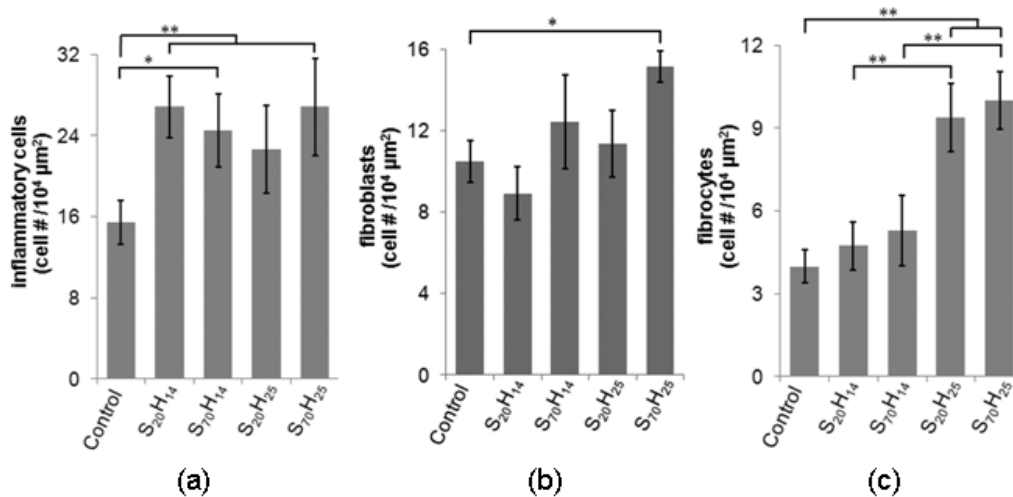 **
*
32
24
16
8
0
Inflammatory cells
(cell # /10⁴ μm²)
Control
S₂₀H₁₄
S₇₀H₁₄
S₂₀H₂₅
S₇₀H₂₅
(a)
*
16
12
8
4
0
fibroblasts
(cell # /10⁴ μm²)
Control
S₂₀H₁₄
S₇₀H₁₄
S₂₀H₂₅
S₇₀H₂₅
(b)
**
**
**
12
9
6
3
0
fibrocytes
(cell # /10⁴ μm²)
Control
S₂₀H₁₄
S₇₀H₁₄
S₂₀H₂₅
S₇₀H₂₅
(c)